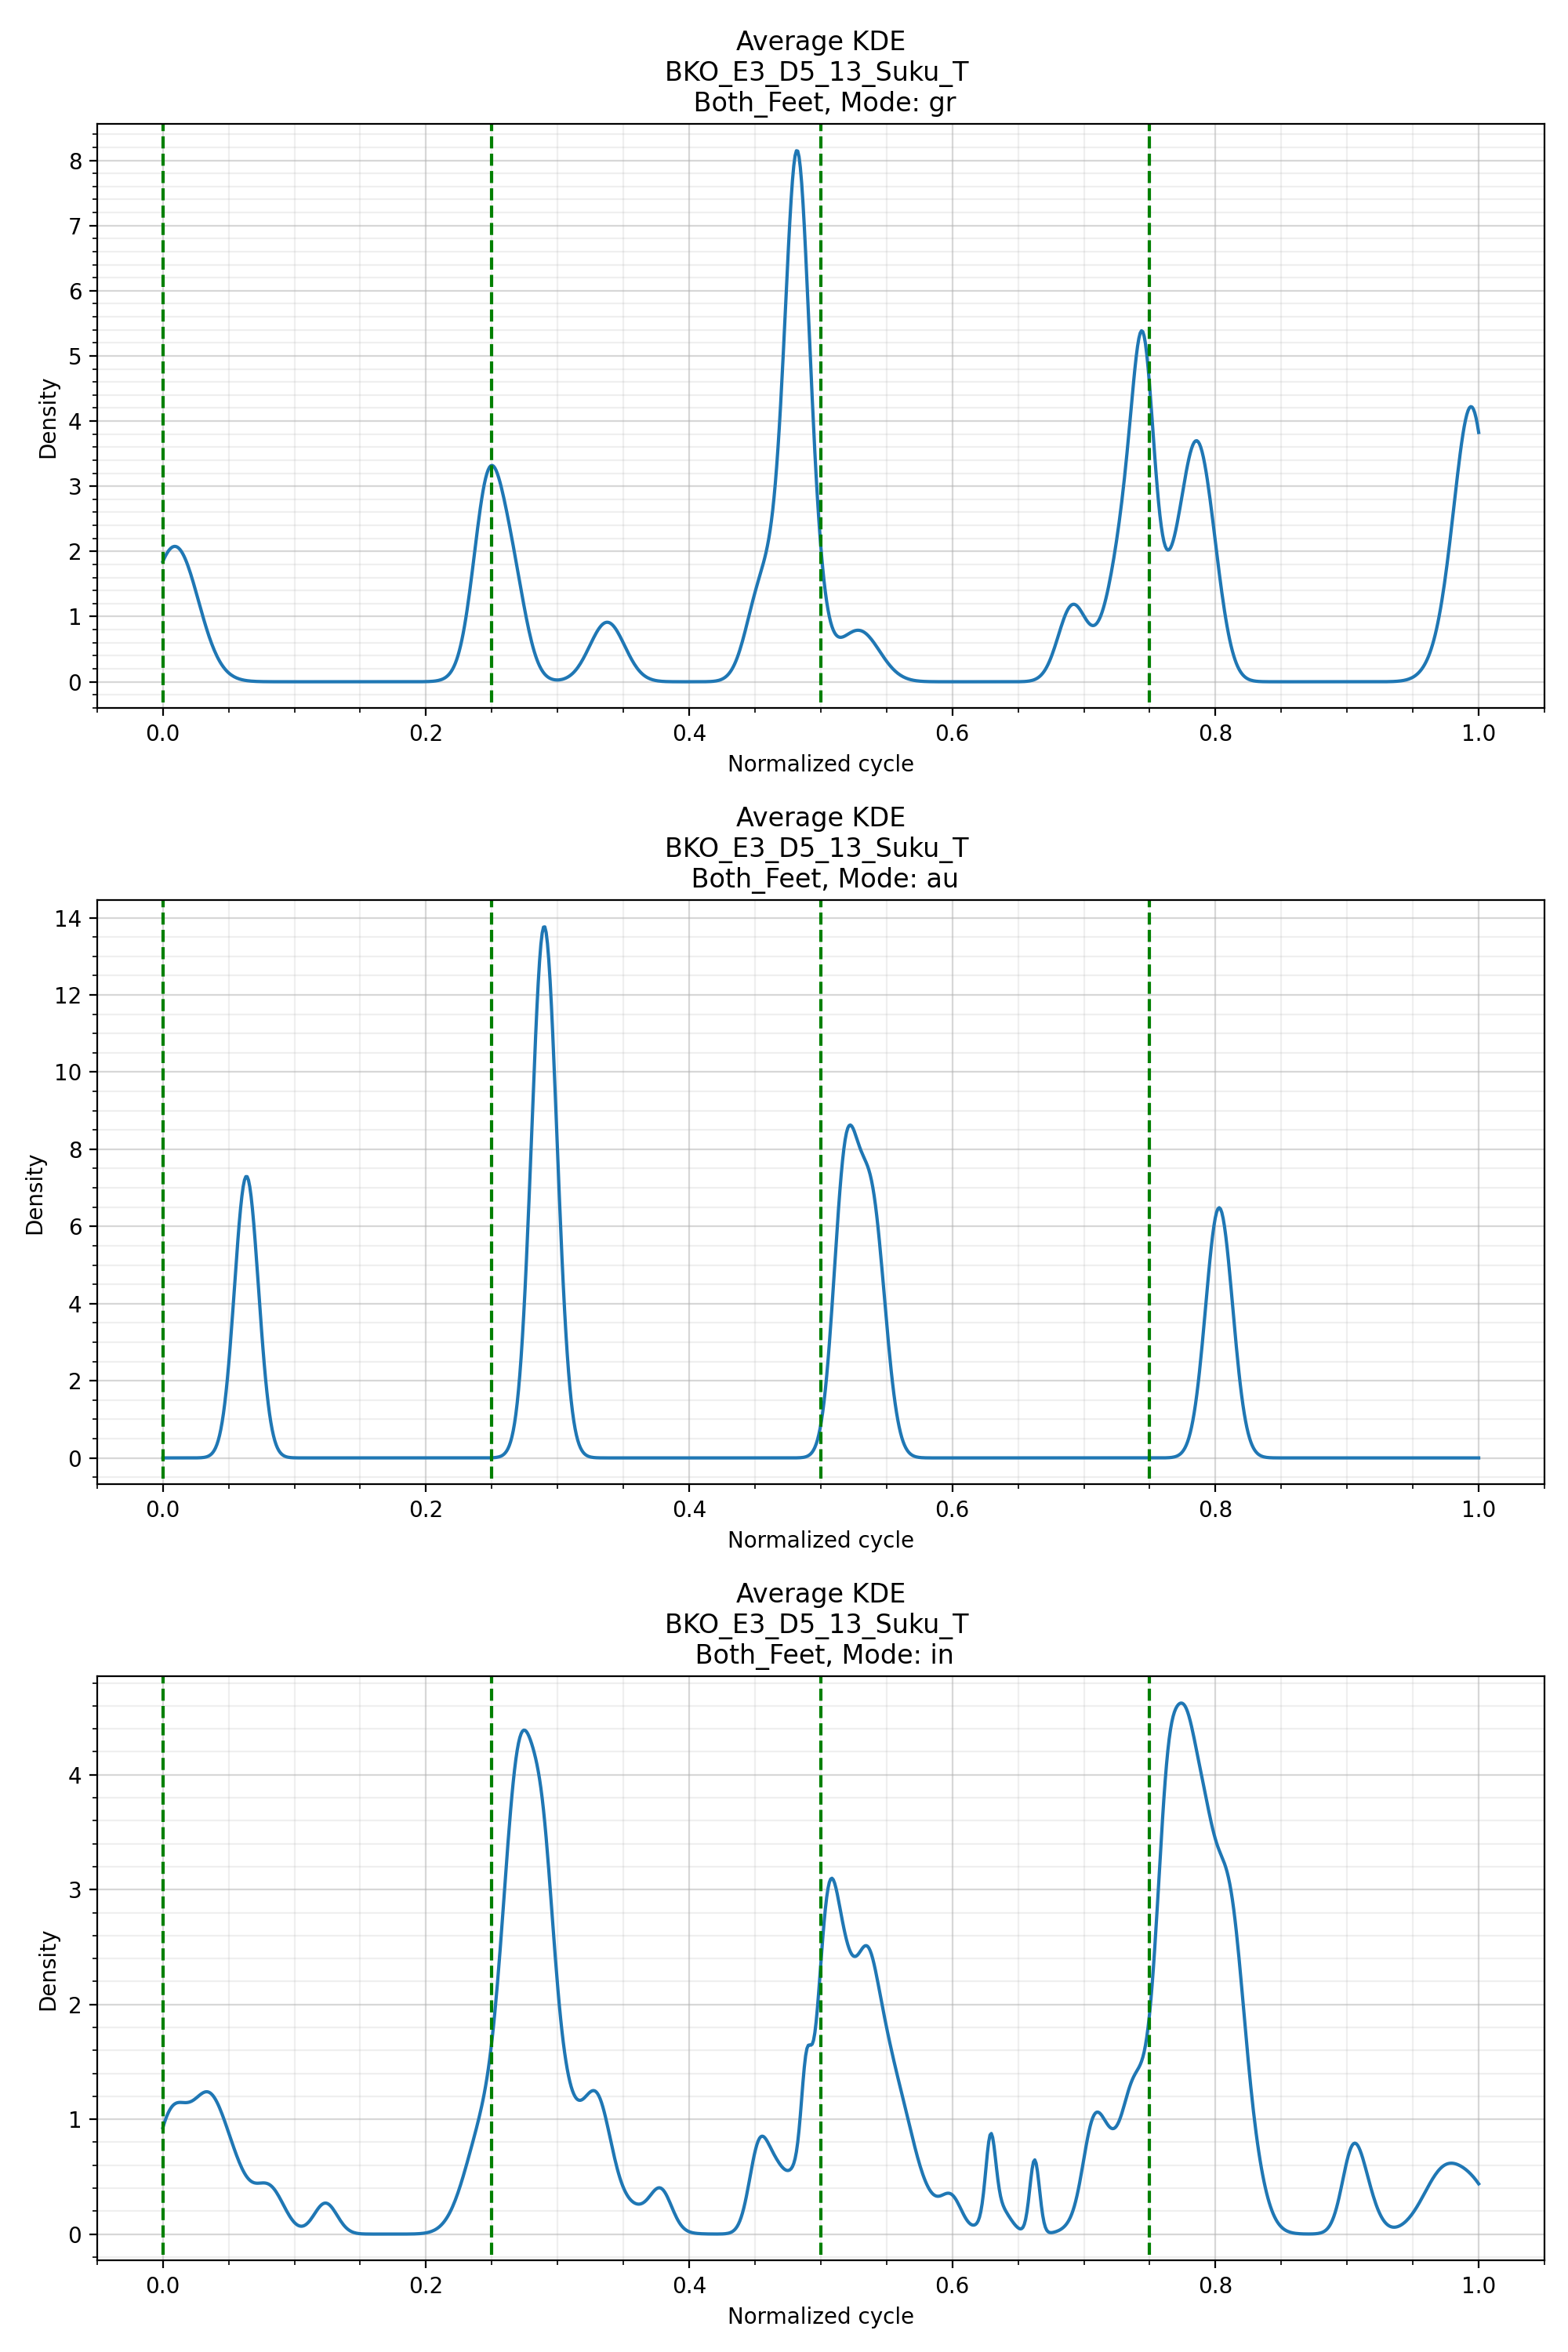 Average KDE
BKO_E3_D5_13_Suku_T
Both_Feet, Mode: gr
8
7
6
5
4
3
2
1
0
Density
0.0 0.2 0.4 0.6 0.8 1.0
Normalized cycle
Average KDE
BKO_E3_D5_13_Suku_T
Both_Feet, Mode: au
14
12
10
8
6
4
2
0
Density
0.0 0.2 0.4 0.6 0.8 1.0
Normalized cycle
Average KDE
BKO_E3_D5_13_Suku_T
Both_Feet, Mode: in
4
3
2
1
0
Density
0.0 0.2 0.4 0.6 0.8 1.0
Normalized cycle